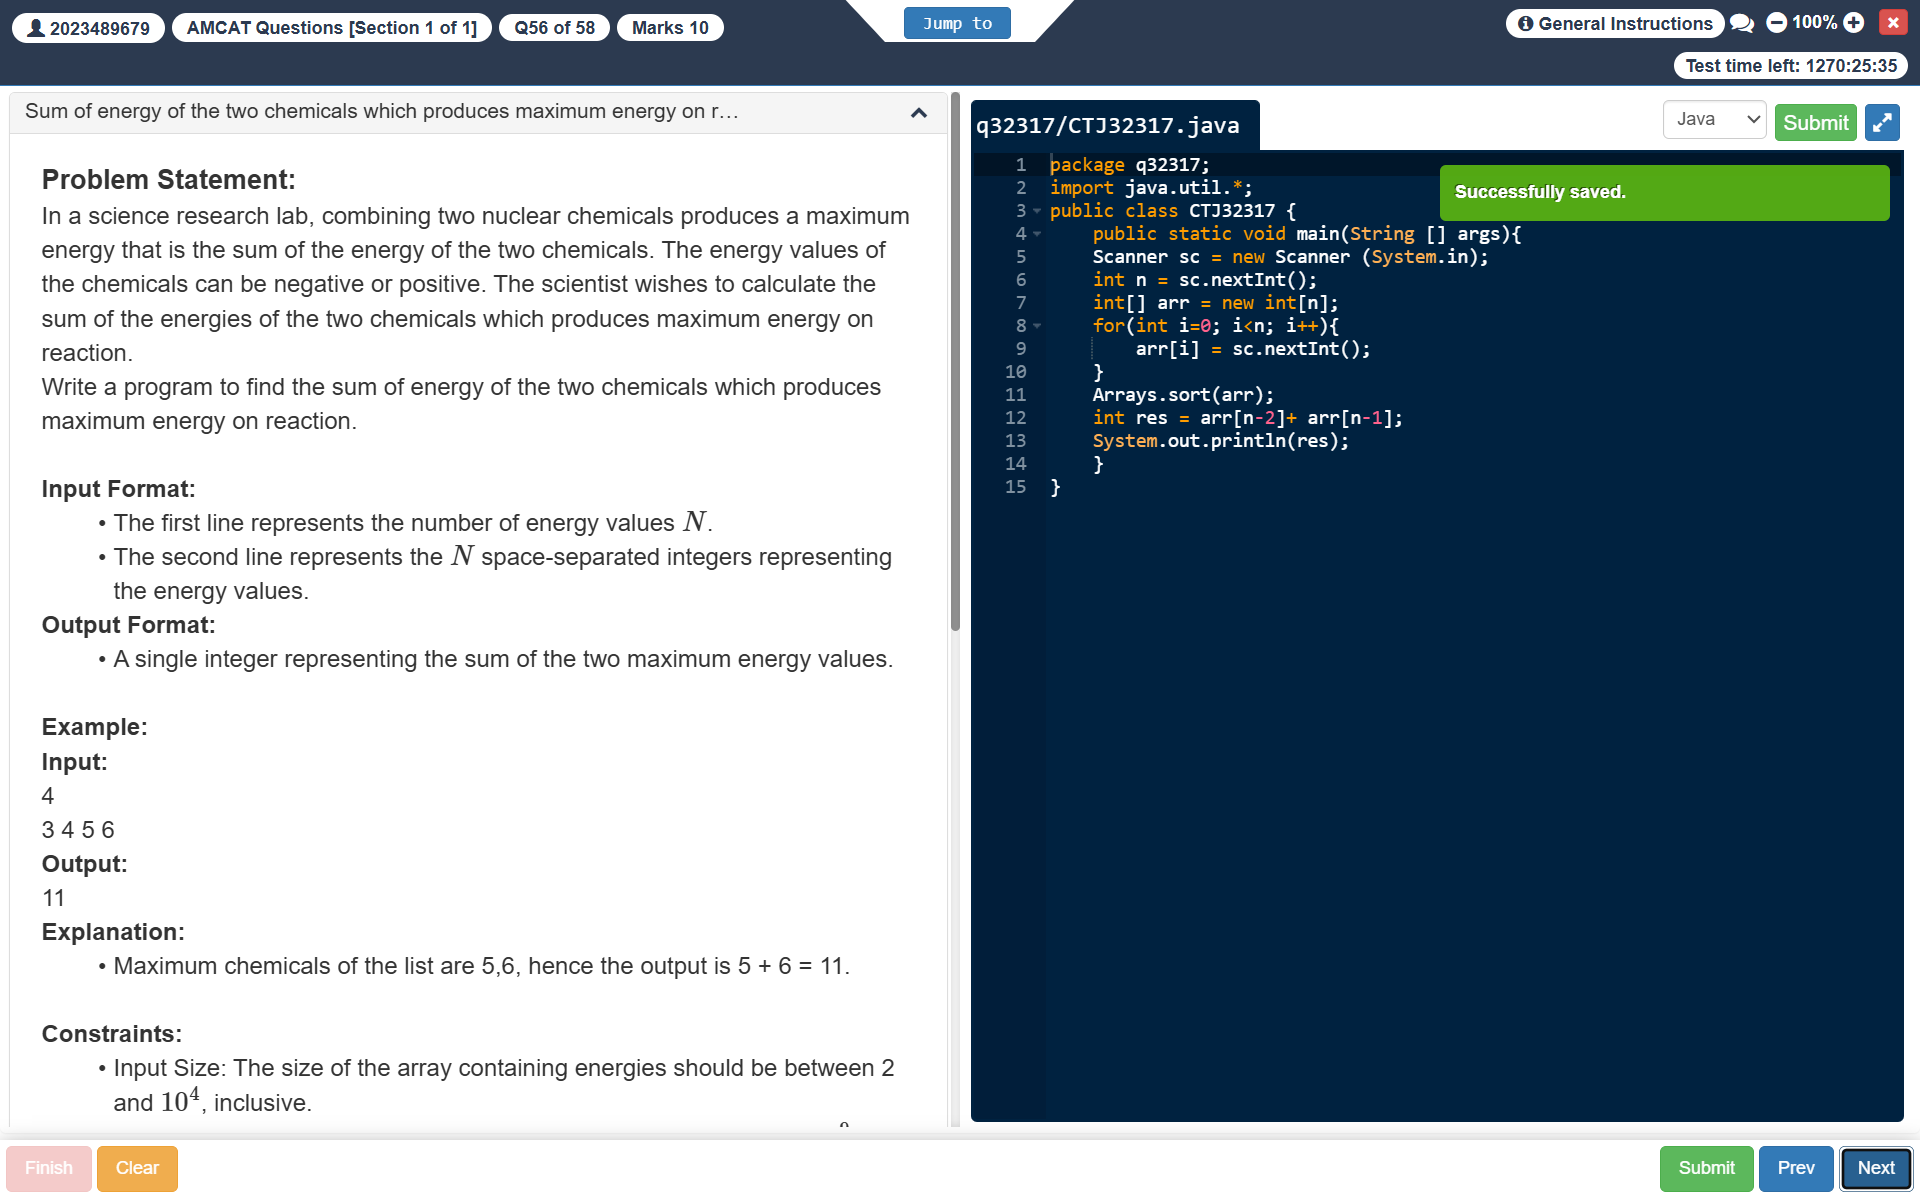 2023489679
AMCAT Questions [Section 1 of 1]
Q56 of 58
Marks 10
Jump to
General Instructions
100%
Test time left: 1270:25:35
Sum of energy of the two chemicals which produces maximum energy on r...
Problem Statement:
In a science research lab, combining two nuclear chemicals produces a maximum
energy that is the sum of the energy of the two chemicals. The energy values of
the chemicals can be negative or positive. The scientist wishes to calculate the
sum of the energies of the two chemicals which produces maximum energy on
reaction.
Write a program to find the sum of energy of the two chemicals which produces
maximum energy on reaction.
Input Format:
• The first line represents the number of energy values N.
• The second line represents the N space-separated integers representing
the energy values.
Output Format:
• A single integer representing the sum of the two maximum energy values.
Example:
Input:
4
3 4 5 6
Output:
11
Explanation:
• Maximum chemicals of the list are 5,6, hence the output is 5 + 6 = 11.
Constraints:
• Input Size: The size of the array containing energies should be between 2
and 10⁴, inclusive.
q32317/CTJ32317.java
Java
Submit
Successfully saved.
1 package q32317;
2 import java.util.*;
3 public class CTJ32317 {
4 public static void main(String [] args){
5 Scanner sc = new Scanner (System.in);
6 int n = sc.nextInt();
7 int[] arr = new int[n];
8 for(int i=0; i<n; i++){
9 arr[i] = sc.nextInt();
10 }
11 Arrays.sort(arr);
12 int res = arr[n-2]+ arr[n-1];
13 System.out.println(res);
14 }
15 }
Finish
Clear
Submit
Prev
Next